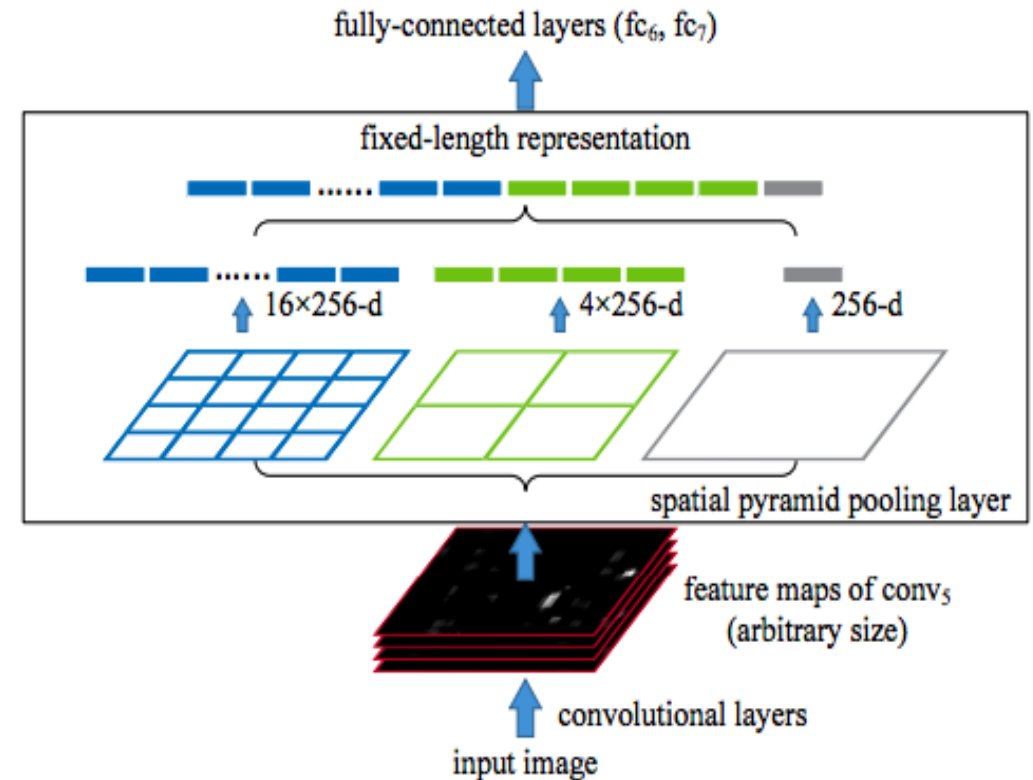 fully-connected layers (fc₆, fc₇)
fixed-length representation
......
......
16×256-d
4×256-d
256-d
spatial pyramid pooling layer
feature maps of conv₅
(arbitrary size)
convolutional layers
input image